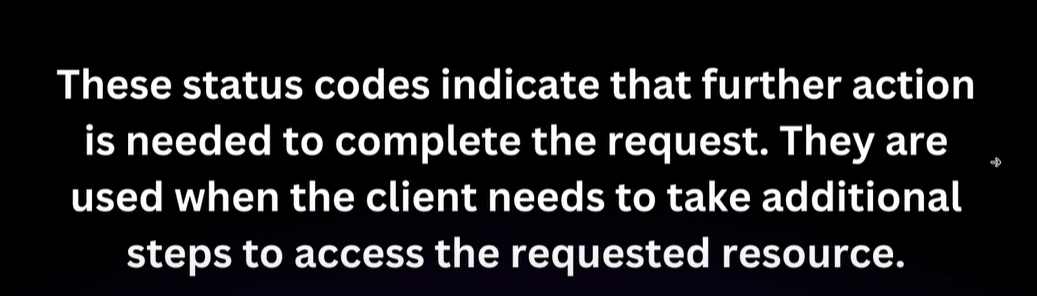 These status codes indicate that further action
is needed to complete the request. They are
used when the client needs to take additional
steps to access the requested resource.